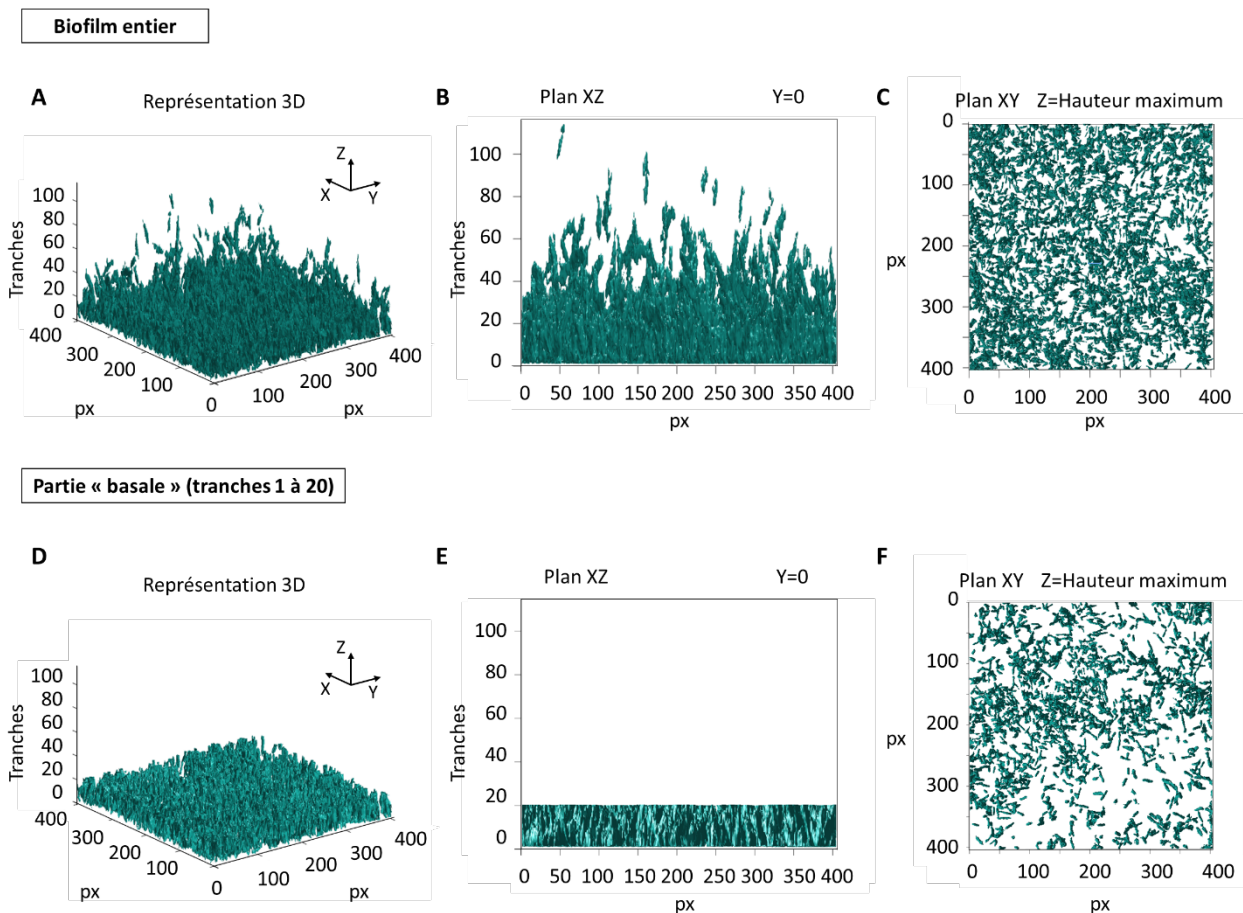 Biofilm entier
A
Représentation 3D
Z
X
Y
Tranches
100
80
60
40
20
0
400
300
200
100
0
100
200
300
400
px
px
B
Plan XZ
Y=0
Tranches
100
80
60
40
20
0
0 50 100 150 200 250 300 350 400
px
C
Plan XY Z=Hauteur maximum
0
100
200
300
400
px
0 100 200 300 400
px
Partie « basale » (tranches 1 à 20)
D
Représentation 3D
Z
X
Y
Tranches
100
80
60
40
20
0
400
300
200
100
0
100
200
300
400
px
px
E
Plan XZ
Y=0
Tranches
100
80
60
40
20
0
0 50 100 150 200 250 300 350 400
px
F
Plan XY Z=Hauteur maximum
0
100
200
300
400
px
0 100 200 300 400
px